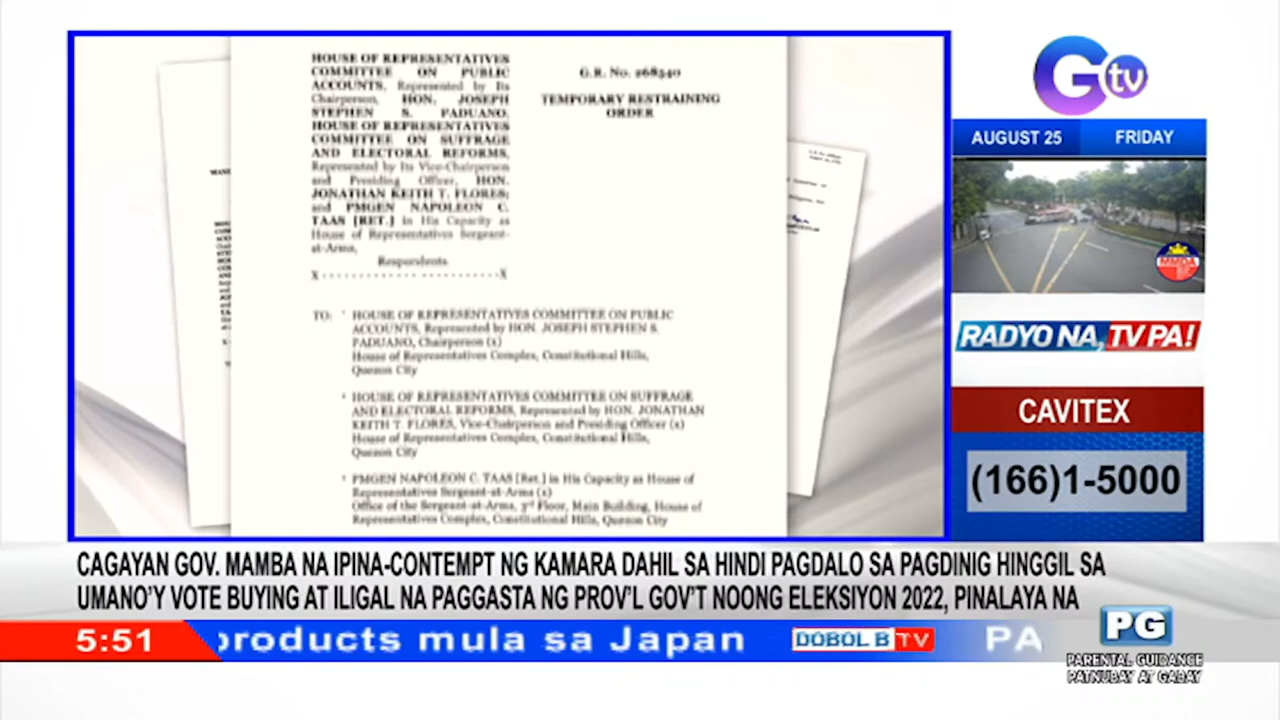 HOUSE OF REPRESENTATIVES
COMMITTEE ON PUBLIC
ACCOUNTS, Represented by Its
Chairperson, HON. JOSEPH
STEPHEN S. PADUANO,
HOUSE OF REPRESENTATIVES
COMMITTEE ON SUFFRAGE
AND ELECTORAL REFORMS,
Represented by Its Vice-Chairperson
and Presiding Officer, HON.
JONATHAN KEITH T. FLORES;
and PMGEN NAPOLEON C.
TAAS [RET.] in His Capacity as
House of Representatives Sergeant-
at-Arms,
Respondents.
x - - - - - - - - - - - - - - - - - - - - - - - -x
G.R. No. 268340
TEMPORARY RESTRAINING
ORDER
TO:
HOUSE OF REPRESENTATIVES COMMITTEE ON PUBLIC
ACCOUNTS, Represented by HON. JOSEPH STEPHEN S.
PADUANO, Chairperson (x)
House of Representatives Complex, Constitutional Hills,
Quezon City
HOUSE OF REPRESENTATIVES COMMITTEE ON SUFFRAGE
AND ELECTORAL REFORMS, Represented by HON. JONATHAN
KEITH T. FLORES, Vice-Chairperson and Presiding Officer (x)
House of Representatives Complex, Constitutional Hills,
Quezon City
PMGEN NAPOLEON C. TAAS [Ret.] in His Capacity as House of
Representatives Sergeant-at-Arms (x)
Office of the Sergeant-at-Arms, 3rd Floor, Main Building, House of
Representatives Complex, Constitutional Hills, Quezon City
Gtv
AUGUST 25 FRIDAY
MMDA
RADYO NA, TV PA!
CAVITEX
(166)1-5000
CAGAYAN GOV. MAMBA NA IPINA-CONTEMPT NG KAMARA DAHIL SA HINDI PAGDALO SA PAGDINIG HINGGIL SA
UMANO'Y VOTE BUYING AT ILIGAL NA PAGGASTA NG PROV'L GOV'T NOONG ELEKSIYON 2022, PINALAYA NA
5:51 products mula sa Japan DOBOL B TV PA
PG
PARENTAL GUIDANCE
PATNUBAY AT GABAY